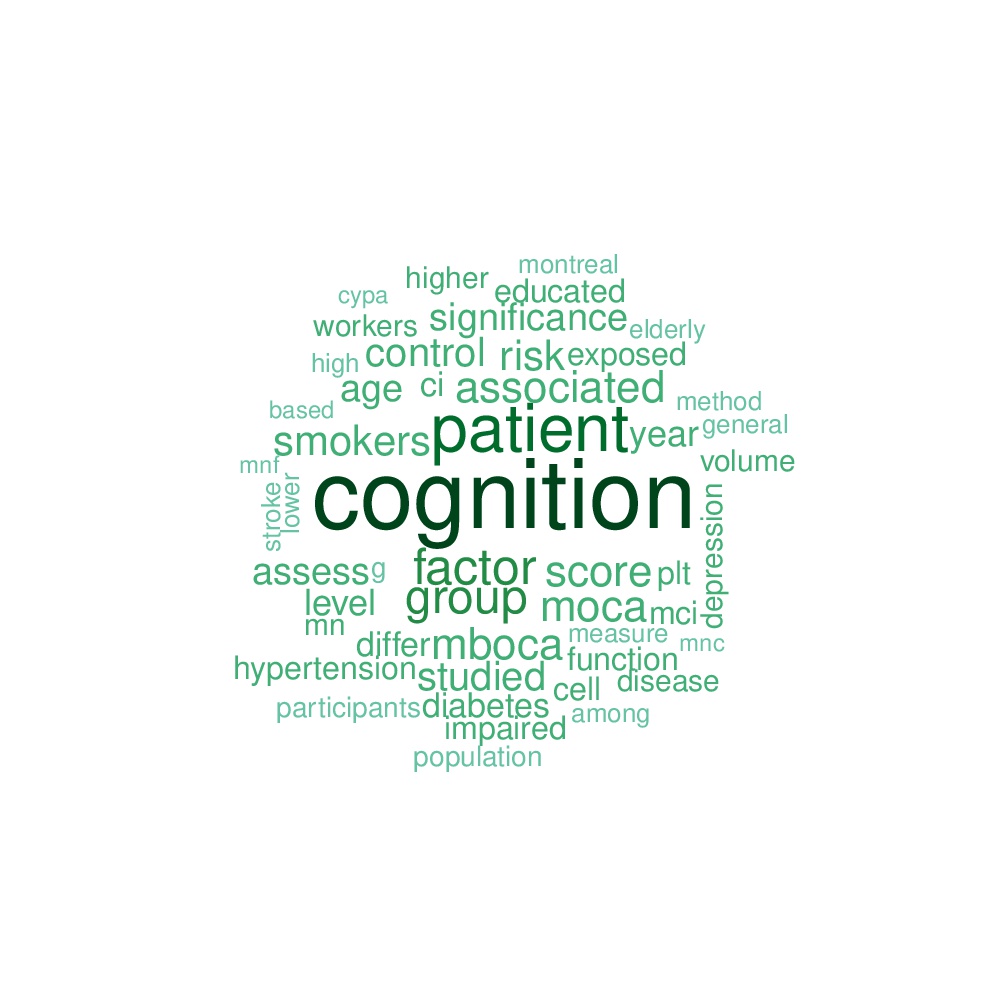 montreal
higher
educated
cypa
workers
significance
elderly
high
control
risk
exposed
age
ci
associated
method
based
smokers
patient
year
general
mnf
volume
stroke
lower
cognition
depression
assess
g
factor
score
plt
level
group
moca
mci
mn
differ
mboca
measure
mnc
hypertension
studied
function
cell
disease
participants
diabetes
among
impaired
population